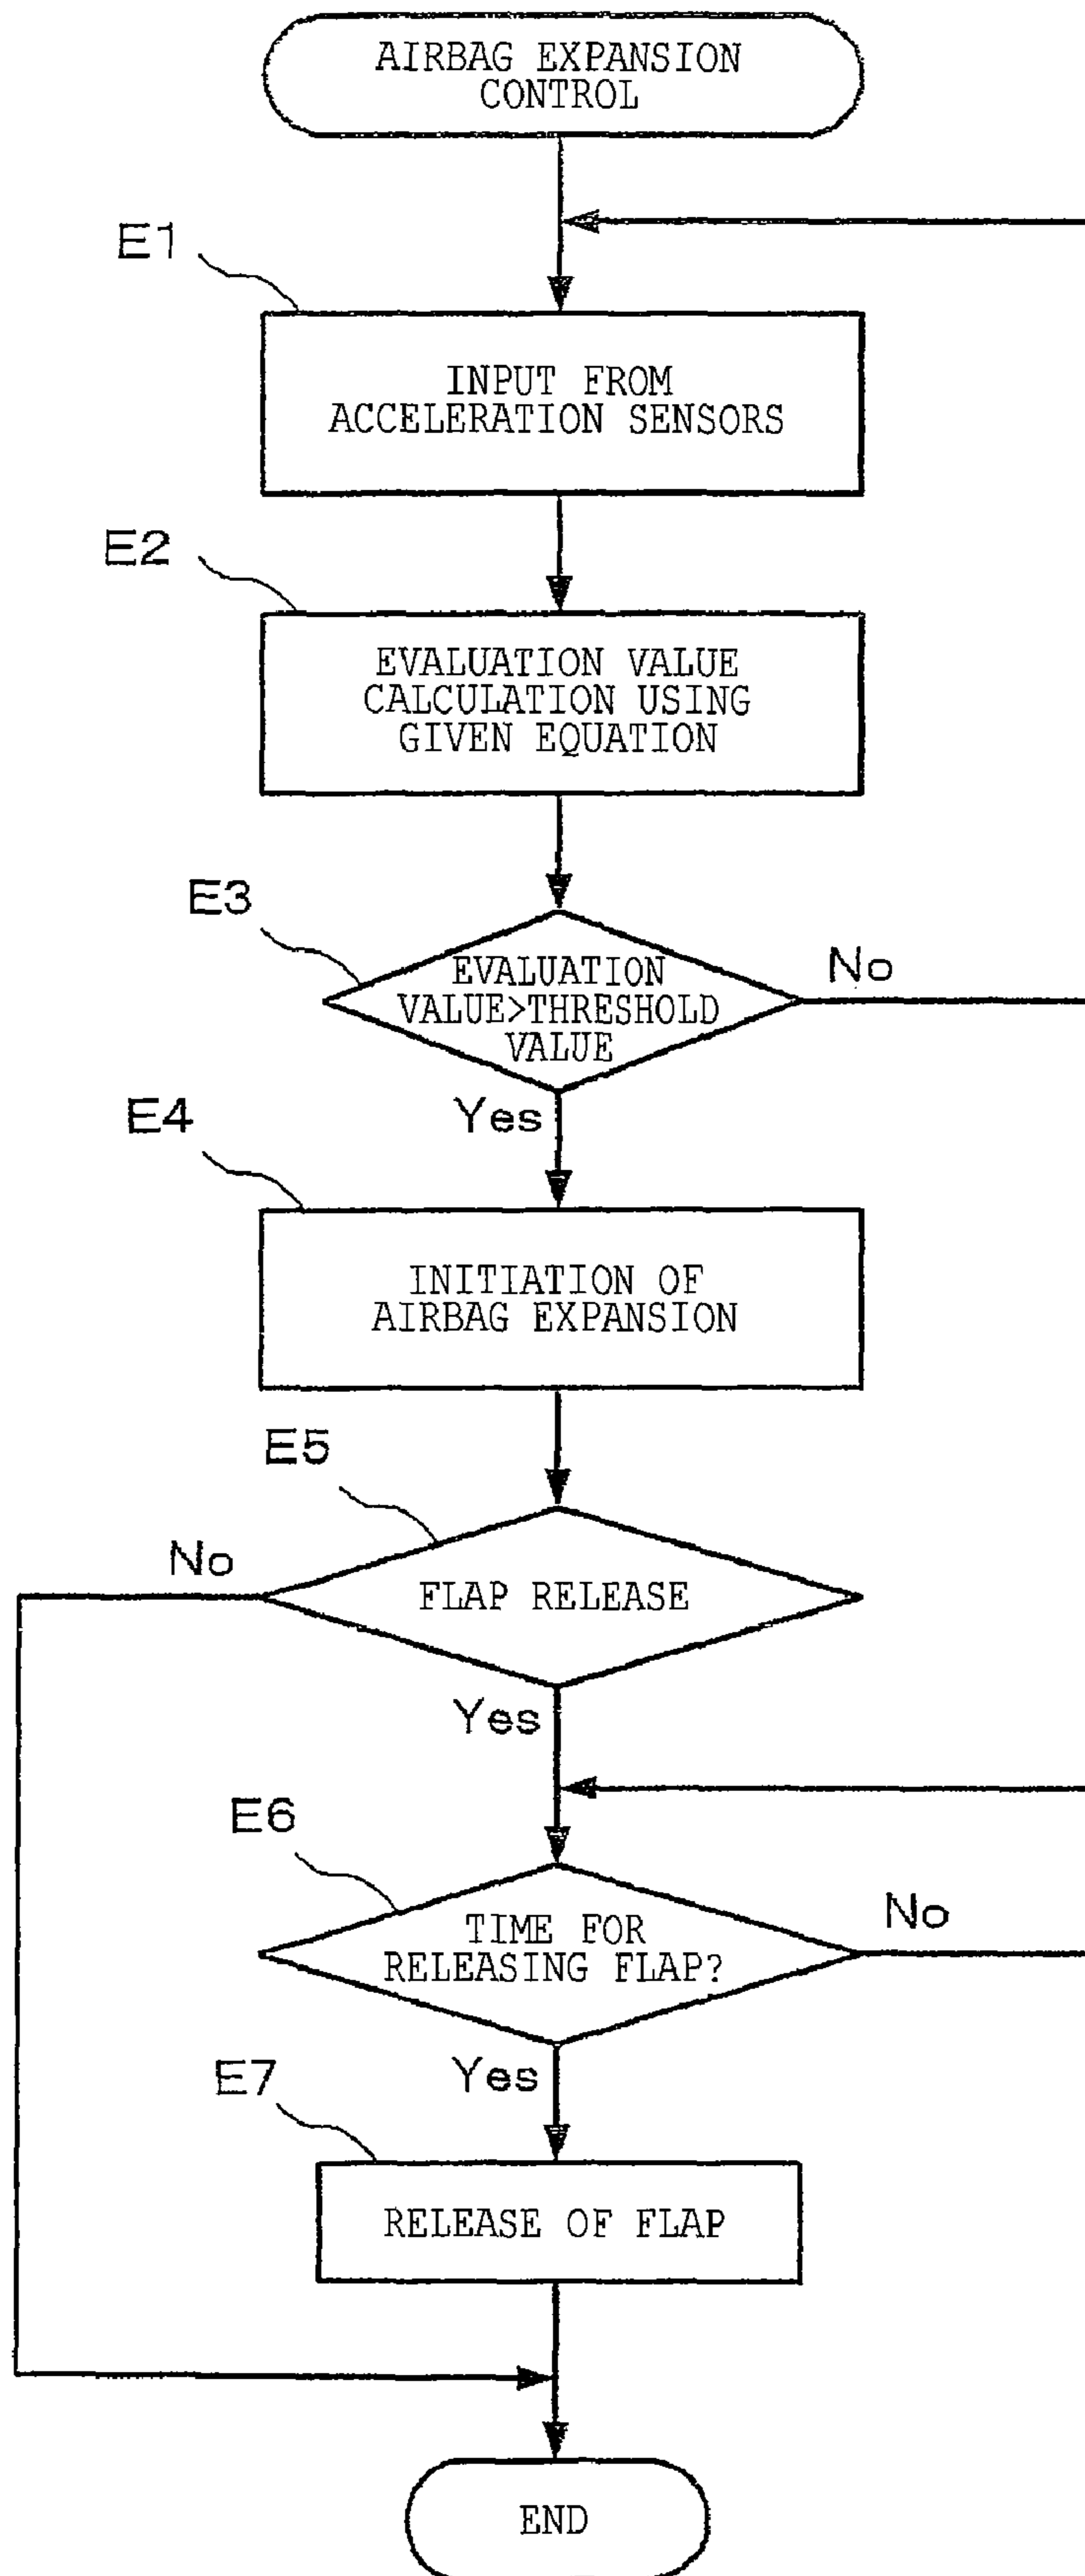 AIRBAG EXPANSION
CONTROL
E1
INPUT FROM
ACCELERATION SENSORS
E2
EVALUATION VALUE
CALCULATION USING
GIVEN EQUATION
E3
EVALUATION
VALUE>THRESHOLD
VALUE
No
Yes
E4
INITIATION OF
AIRBAG EXPANSION
E5
No
FLAP RELEASE
Yes
E6
TIME FOR
RELEASING FLAP?
No
Yes
E7
RELEASE OF FLAP
END